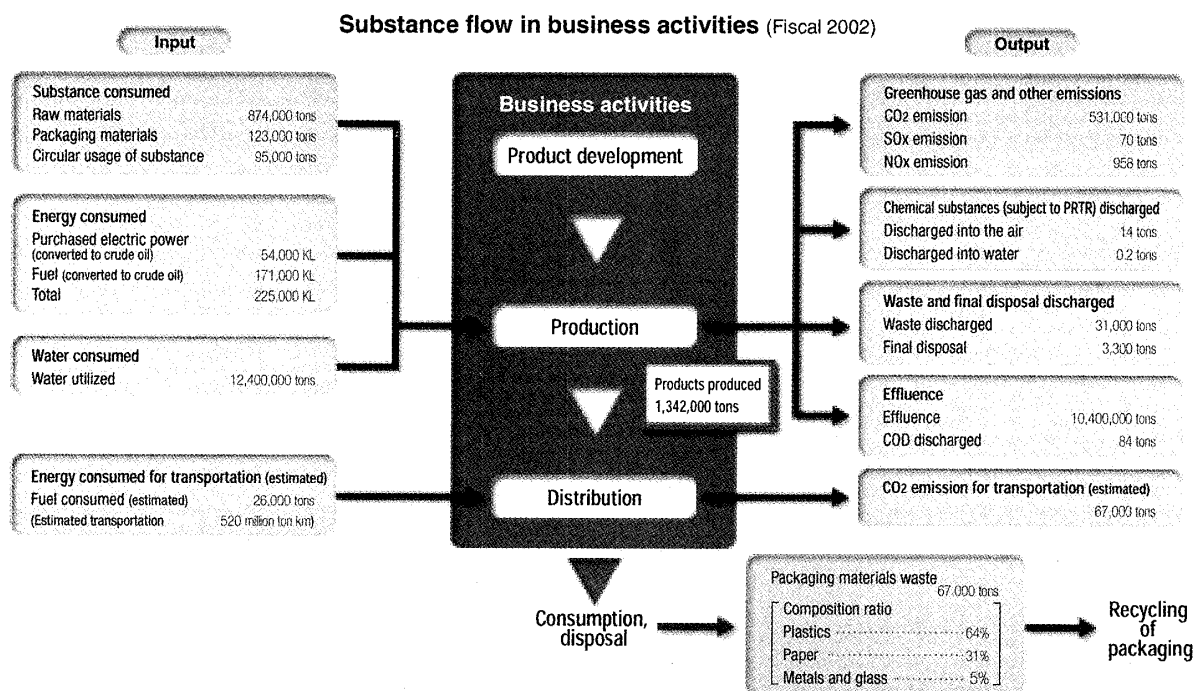 Substance flow in business activities (Fiscal 2002)
Input
Output
Substance consumed
Raw materials 874,000 tons
Packaging materials 123,000 tons
Circular usage of substance 95,000 tons
Energy consumed
Purchased electric power
(converted to crude oil) 54,000 KL
Fuel (converted to crude oil) 171,000 KL
Total 225,000 KL
Water consumed
Water utilized 12,400,000 tons
Energy consumed for transportation (estimated)
Fuel consumed (estimated) 26,000 tons
(Estimated transportation 520 million ton km)
Business activities
Product development
Production
Products produced
1,342,000 tons
Distribution
Consumption,
disposal
Greenhouse gas and other emissions
CO2 emission 531,000 tons
SOx emission 70 tons
NOx emission 958 tons
Chemical substances (subject to PRTR) discharged
Discharged into the air 14 tons
Discharged into water 0.2 tons
Waste and final disposal discharged
Waste discharged 31,000 tons
Final disposal 3,300 tons
Effluence
Effluence 10,400,000 tons
COD discharged 84 tons
CO2 emission for transportation (estimated)
67,000 tons
Packaging materials waste
67,000 tons
Composition ratio
Plastics 64%
Paper 31%
Metals and glass 5%
Recycling
of
packaging